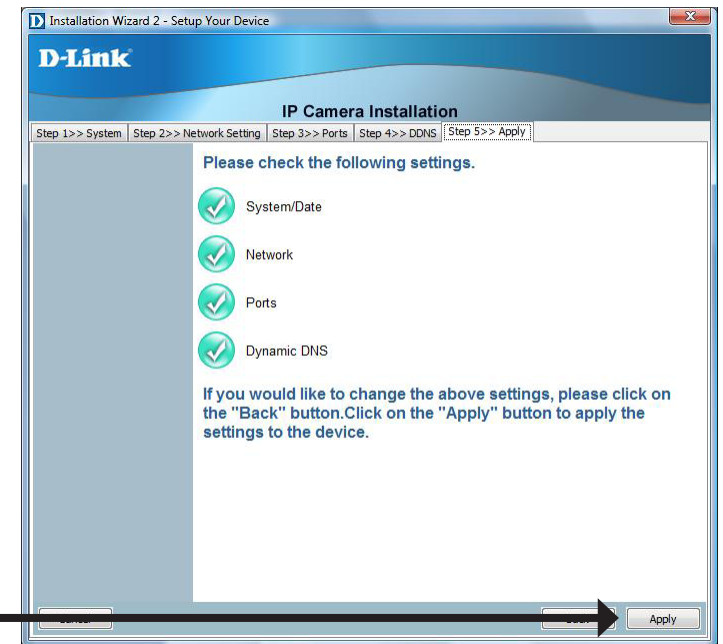 Installation Wizard 2 - Setup Your Device
D-Link
IP Camera Installation
Step 1>> System Step 2>> Network Setting Step 3>> Ports Step 4>> DDNS Step 5>> Apply
Please check the following settings.
System/Date
Network
Ports
Dynamic DNS
If you would like to change the above settings, please click on
the "Back" button.Click on the "Apply" button to apply the
settings to the device.
Apply